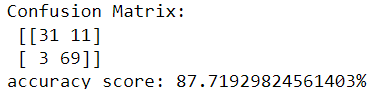 Confusion Matrix:
[[31 11]
[ 3 69]]
accuracy score: 87.71929824561403%